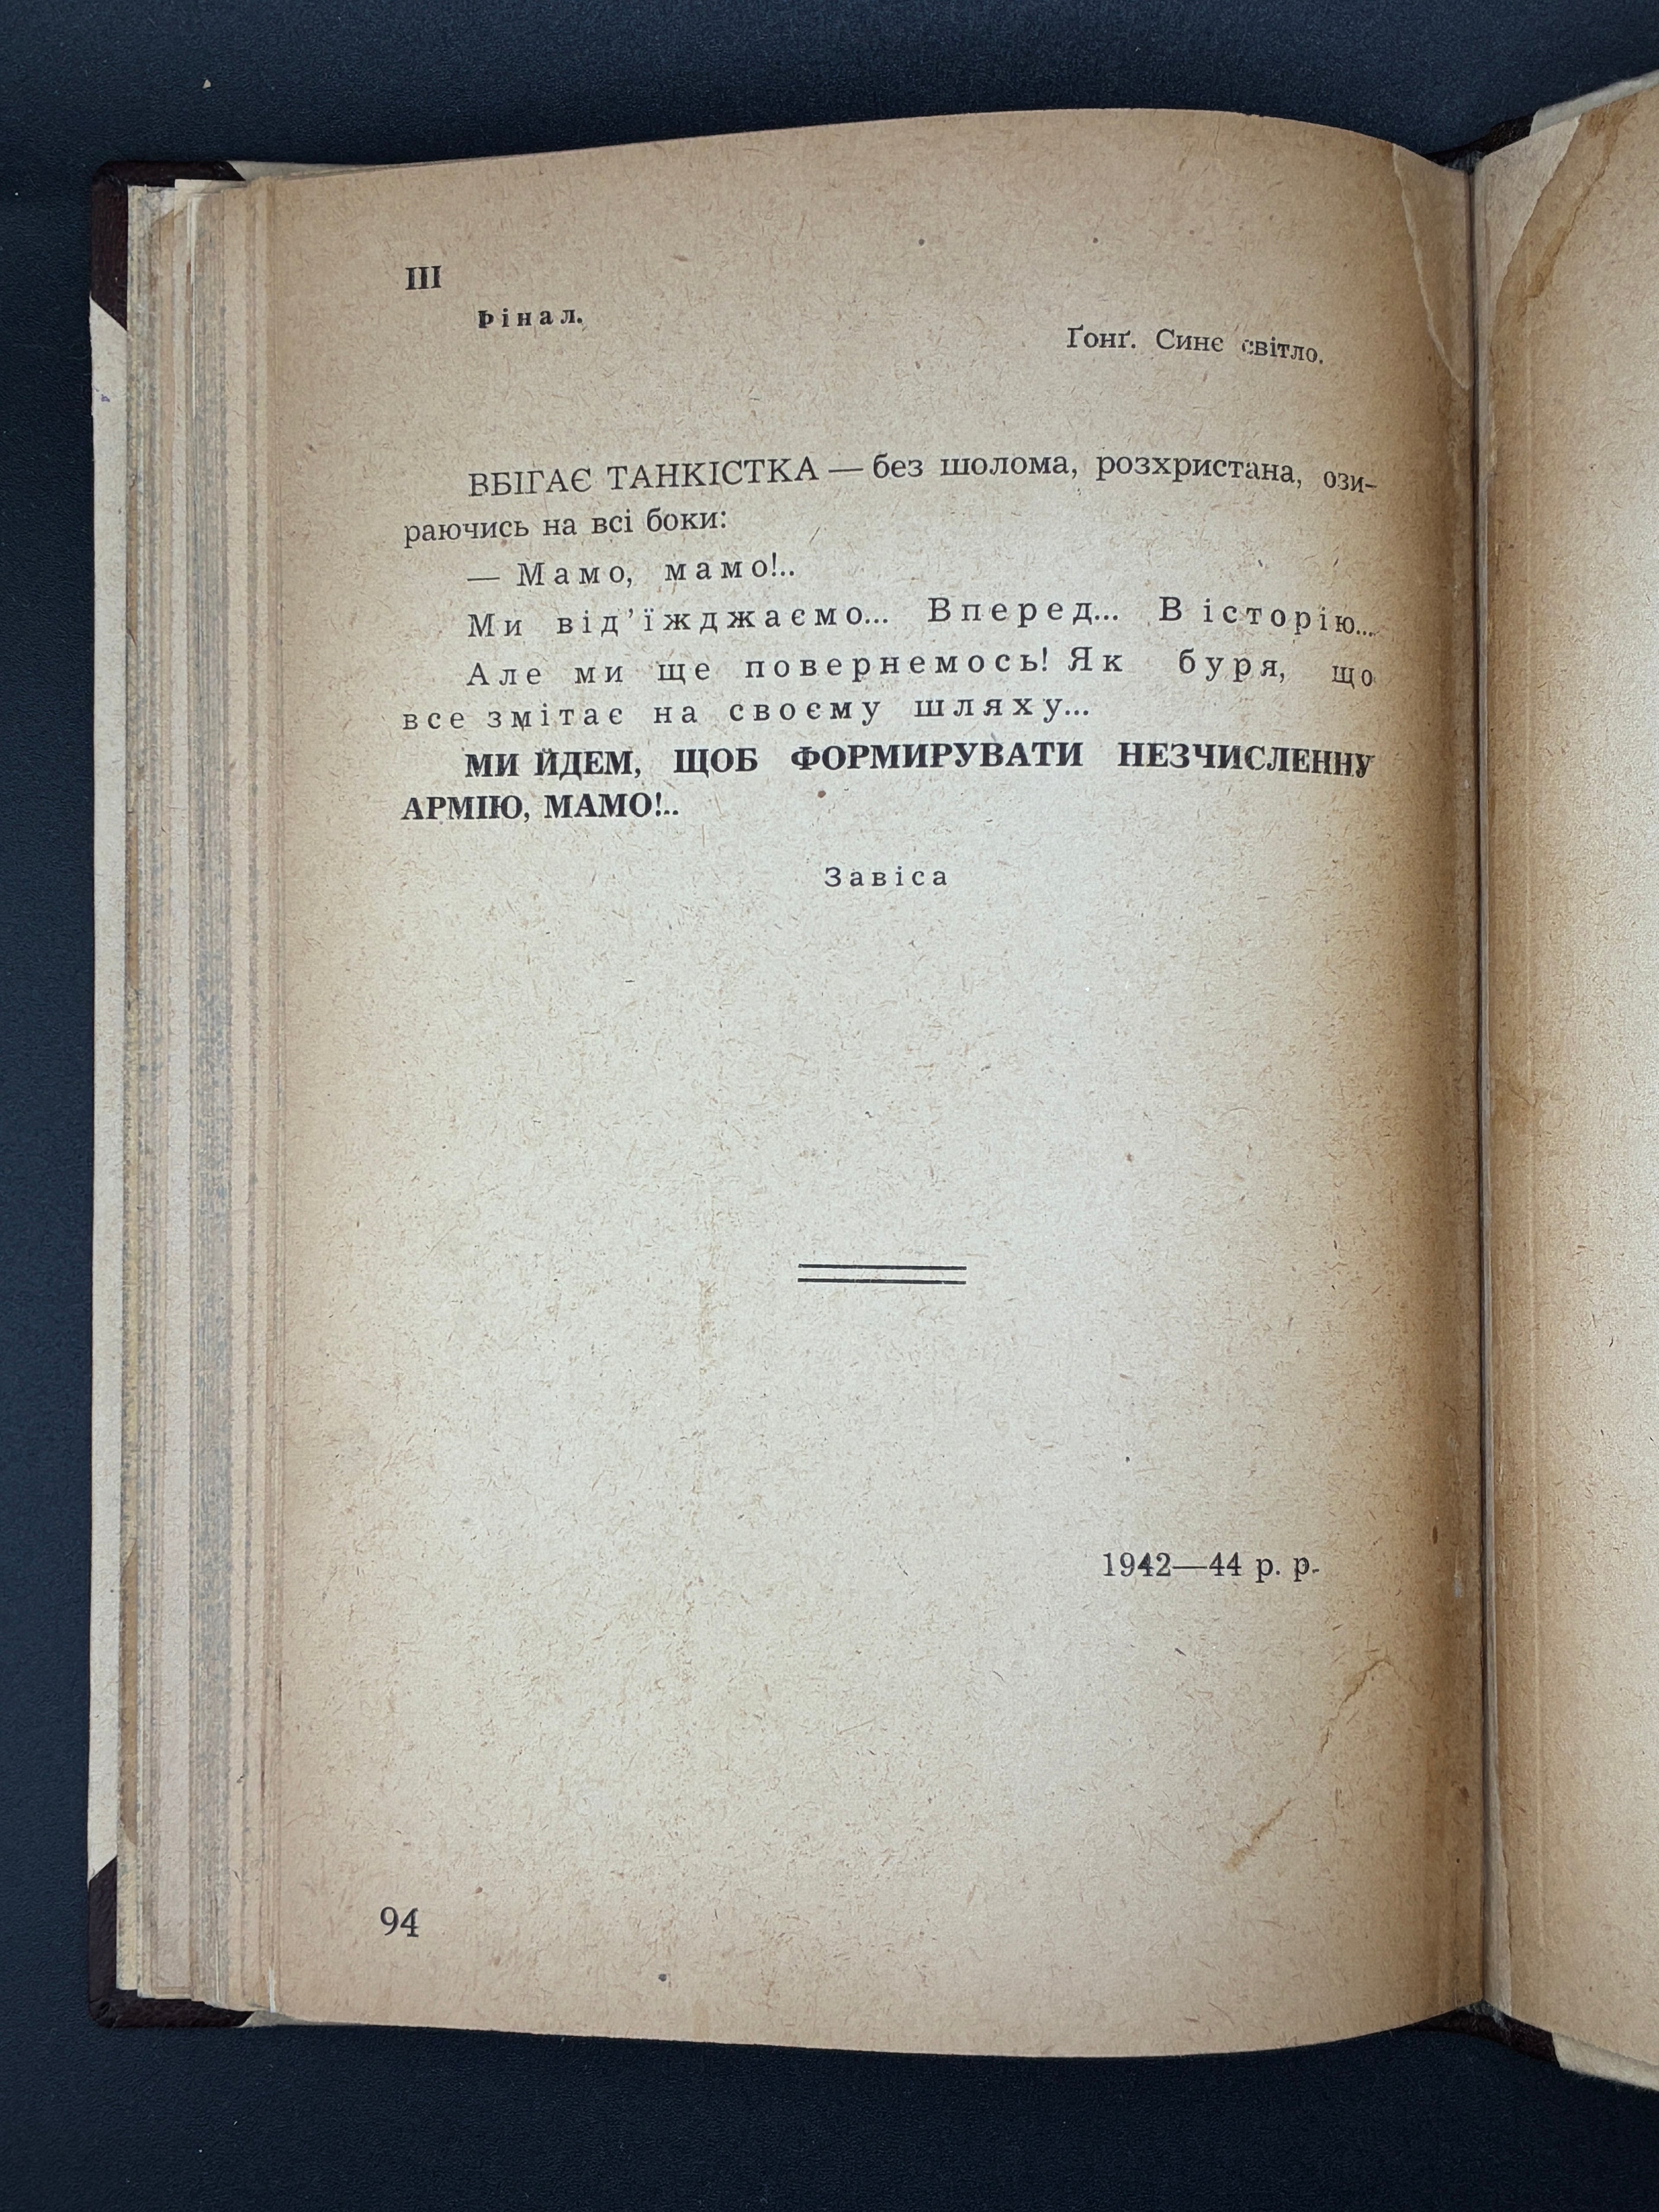 III
Фінал.
Ґонґ. Синє світло.
ВБІГАЄ ТАНКІСТКА — без шолома, розхристана, ози-
раючись на всі боки:
— Мамо, мамо!..
Ми від’їжджаємо... Вперед... В історію...
Але ми ще повернемось! Як буря, що
все змітає на своєму шляху...
МИ ЙДЕМ, ЩОБ ФОРМИРУВАТИ НЕЗЧИСЛЕННУ
АРМІЮ, МАМО!..
Завіса
1942—44 р. р.
94